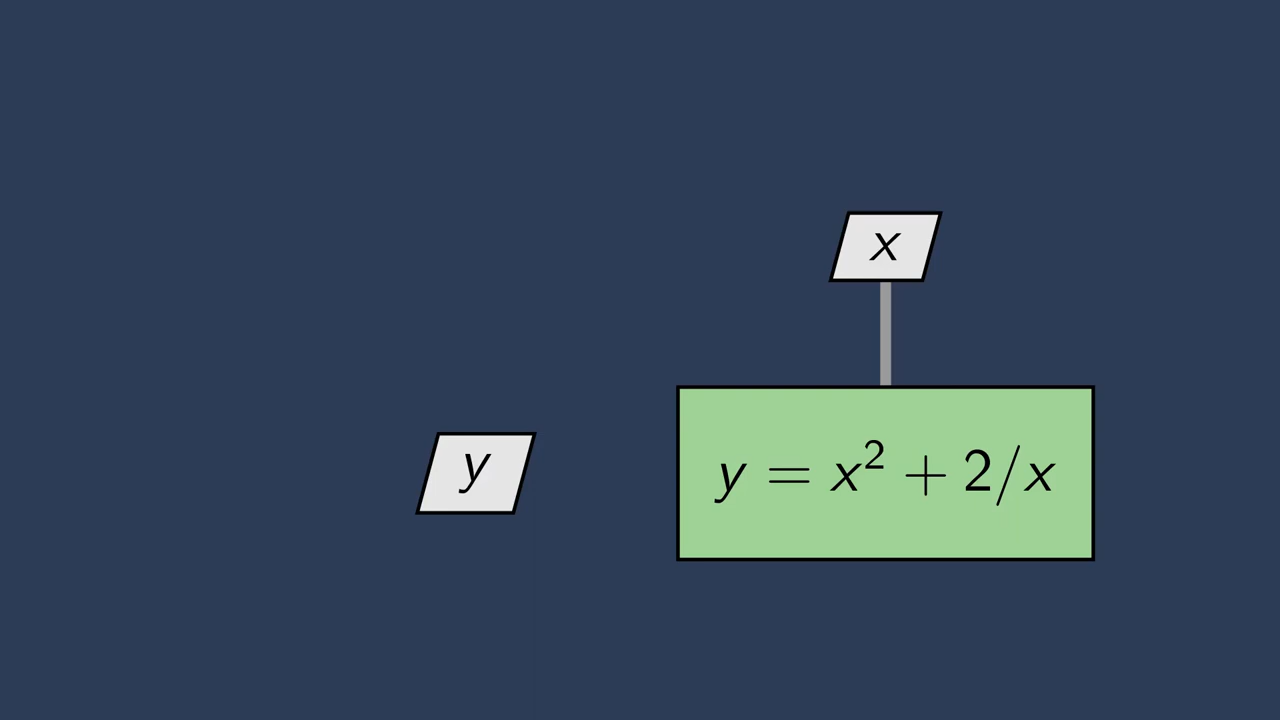 x
y
y = x² + 2/x